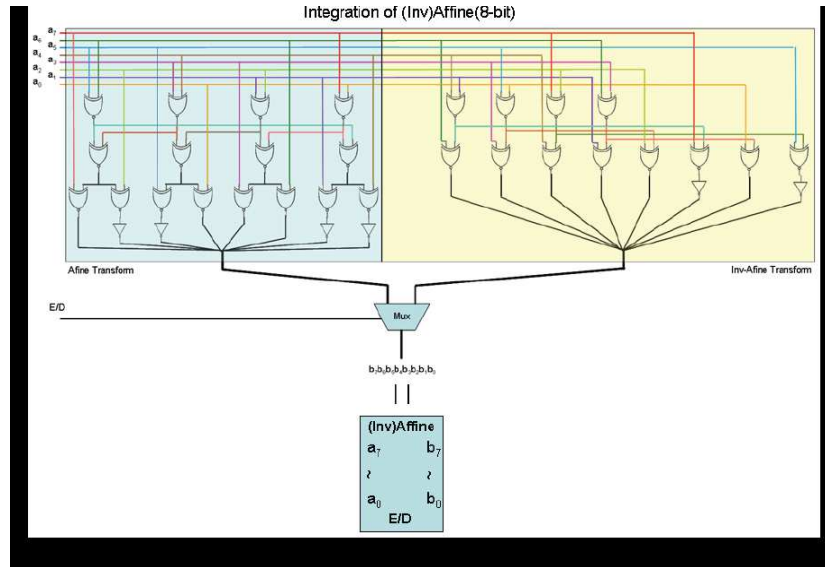 Integration of (Inv)Affine(8-bit)
a₇
a₆
a₅
a₄
a₃
a₂
a₁
a₀
Afine Transform
Inv-Afine Transform
E/D
Mux
b₇b₆b₅b₄b₃b₂b₁b₀
(Inv)Affine
a₇ b₇
~ ~
a₀ b₀
E/D